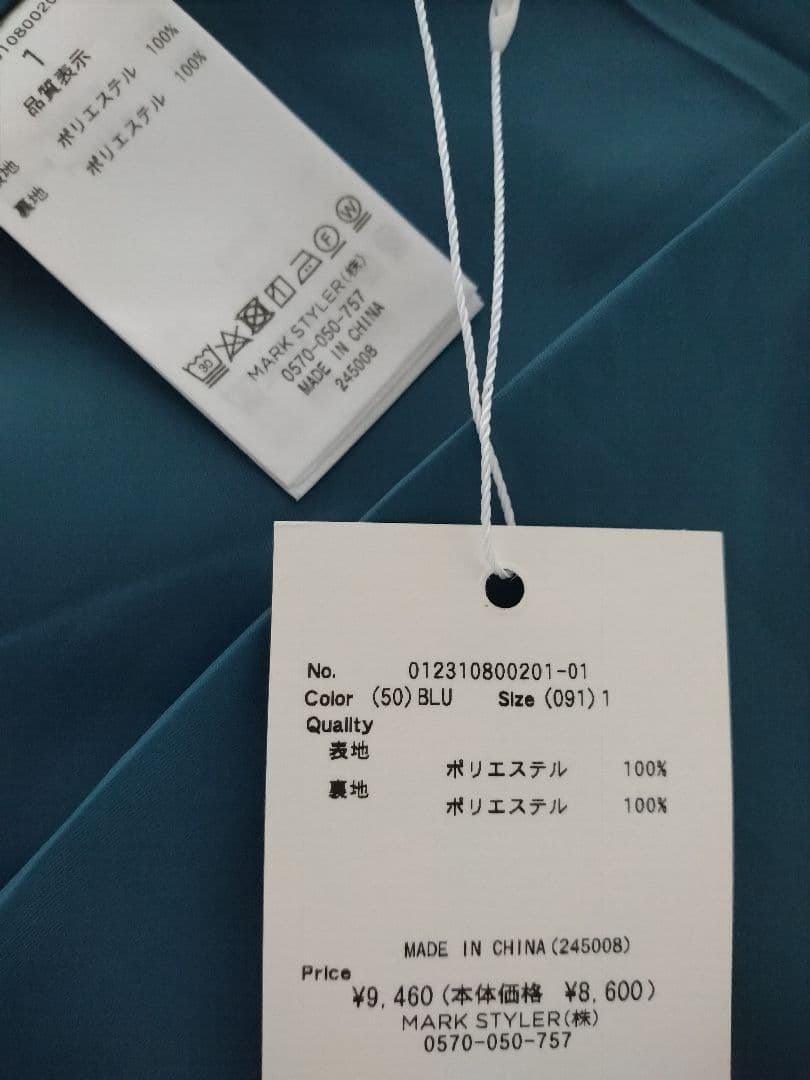 1
品質表示
ポリエステル 100%
裏地 ポリエステル 100%
30
F
W
MARK STYLER(株)
0570-050-757
MADE IN CHINA
245008
No. 012310800201-01
Color (50)BLU Size (091)1
Quality
表地
ポリエステル 100%
裏地
ポリエステル 100%
MADE IN CHINA(245008)
Price
¥9,460(本体価格 ¥8,600)
MARK STYLER(株)
0570-050-757